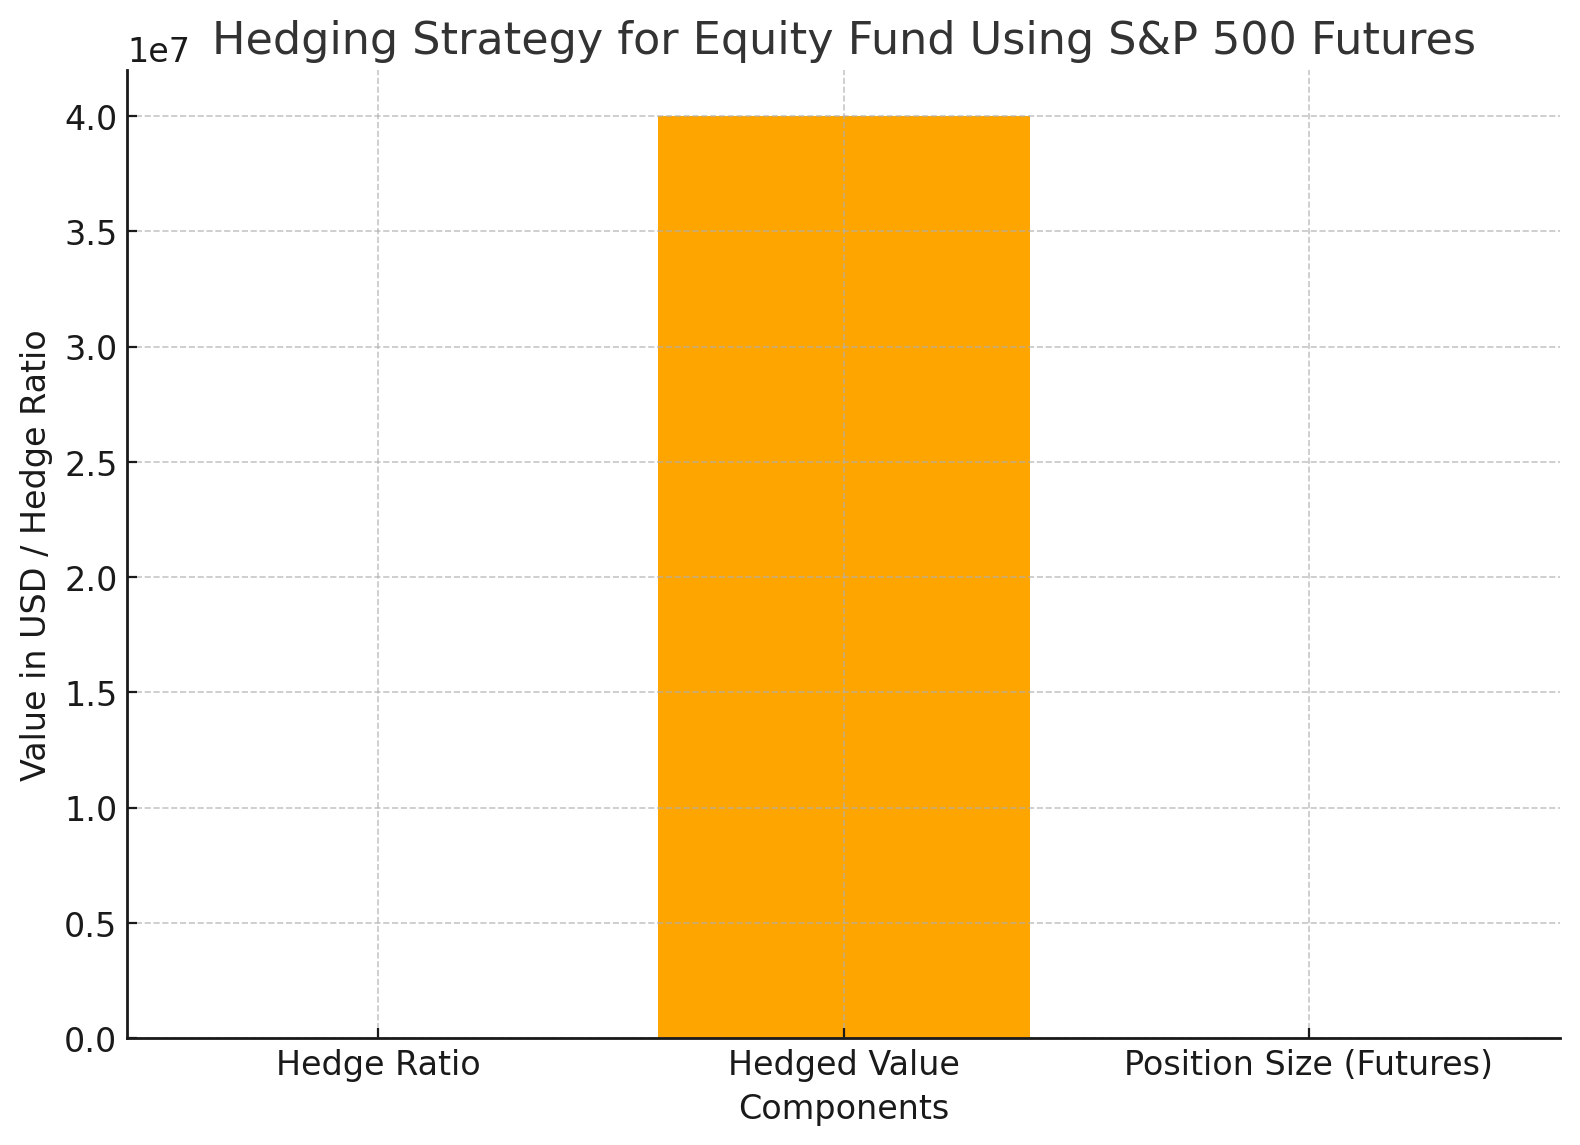 Hedging Strategy for Equity Fund Using S&P 500 Futures
1e7
4.0
3.5
3.0
2.5
2.0
1.5
1.0
0.5
0.0
Value in USD / Hedge Ratio
Hedge Ratio
Hedged Value
Position Size (Futures)
Components